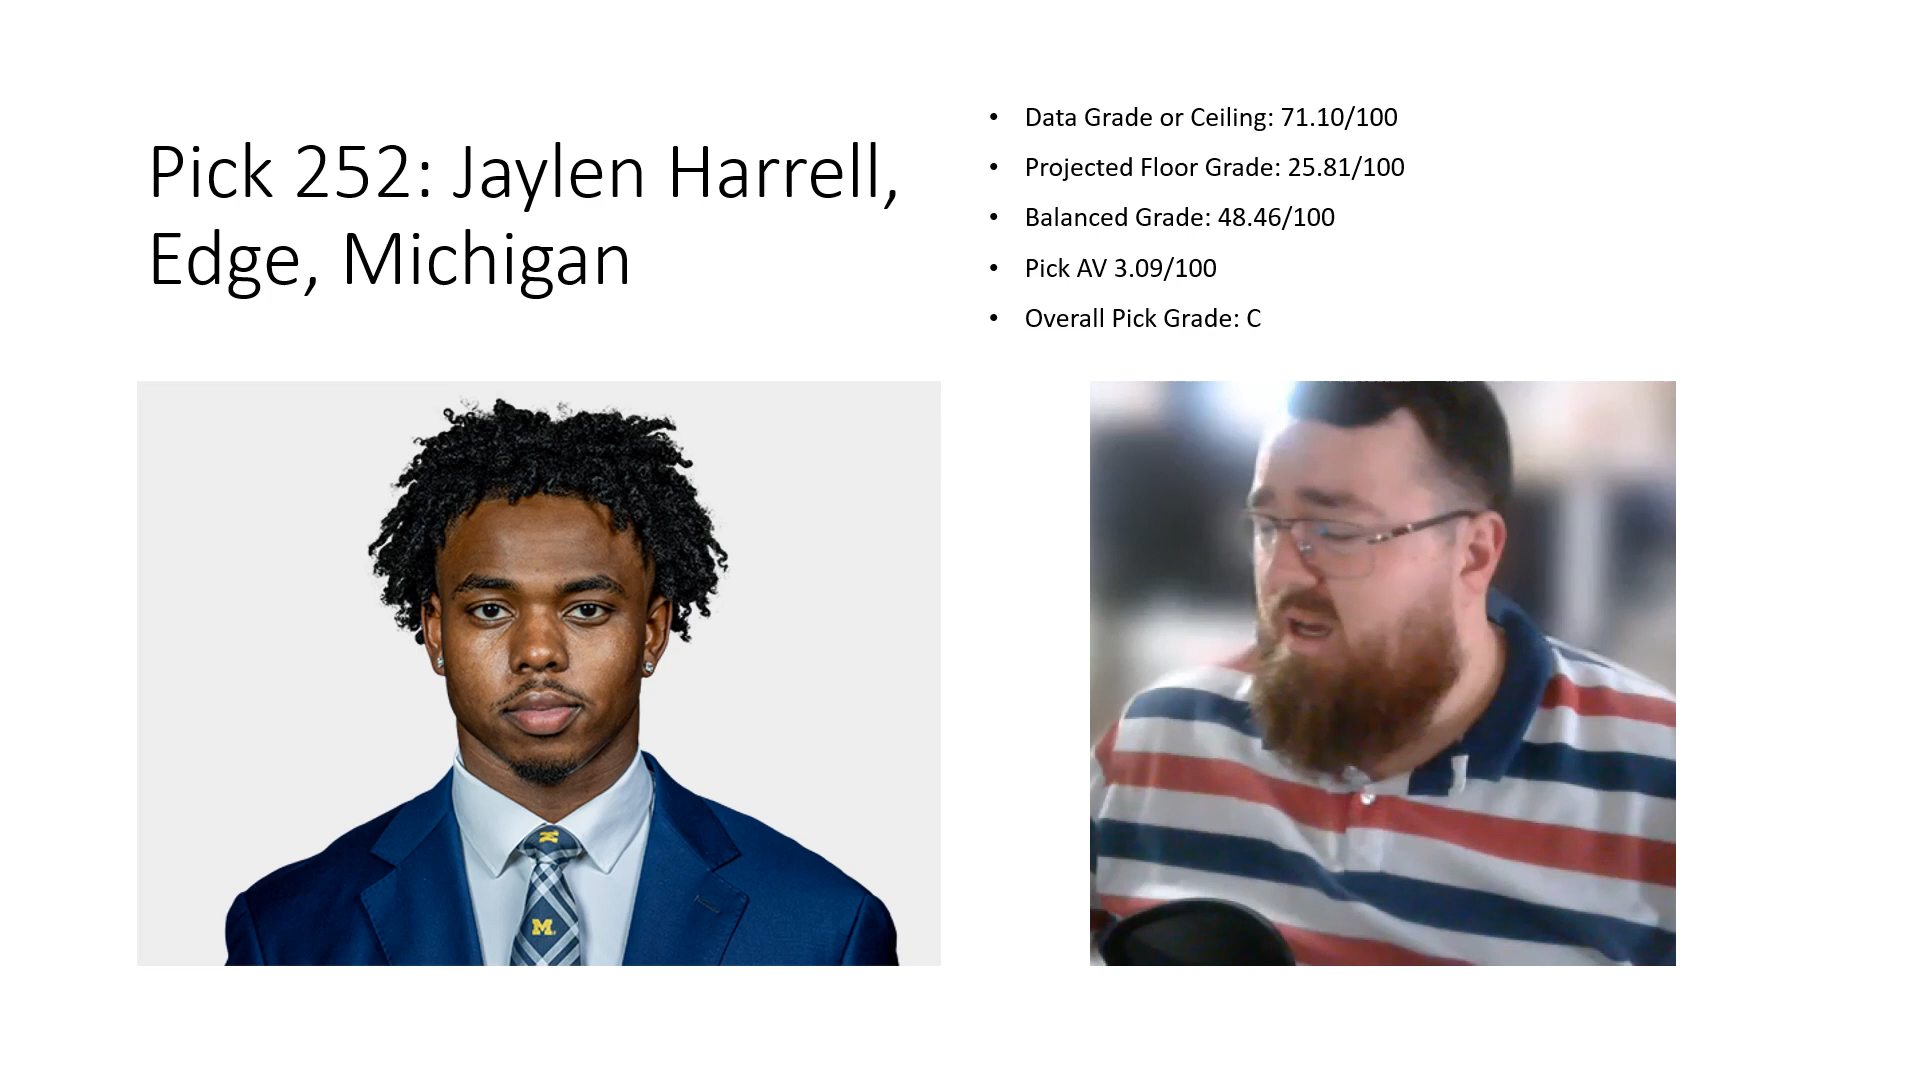 Pick 252: Jaylen Harrell,
Edge, Michigan
• Data Grade or Ceiling: 71.10/100
• Projected Floor Grade: 25.81/100
• Balanced Grade: 48.46/100
• Pick AV 3.09/100
• Overall Pick Grade: C
M
M